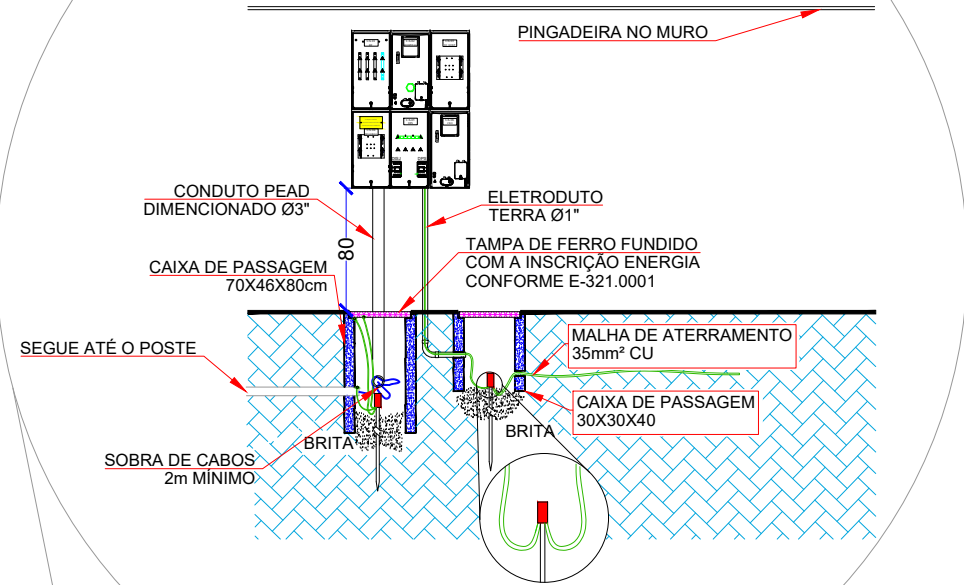 PINGADEIRA NO MURO
CONDUTO PEAD
DIMENCIONADO Ø3"
ELETRODUTO
TERRA Ø1"
80
TAMPA DE FERRO FUNDIDO
COM A INSCRIÇÃO ENERGIA
CONFORME E-321.0001
CAIXA DE PASSAGEM
70X46X80cm
MALHA DE ATERRAMENTO
35mm² CU
SEGUE ATÉ O POSTE
CAIXA DE PASSAGEM
30X30X40
BRITA
BRITA
SOBRA DE CABOS
2m MÍNIMO